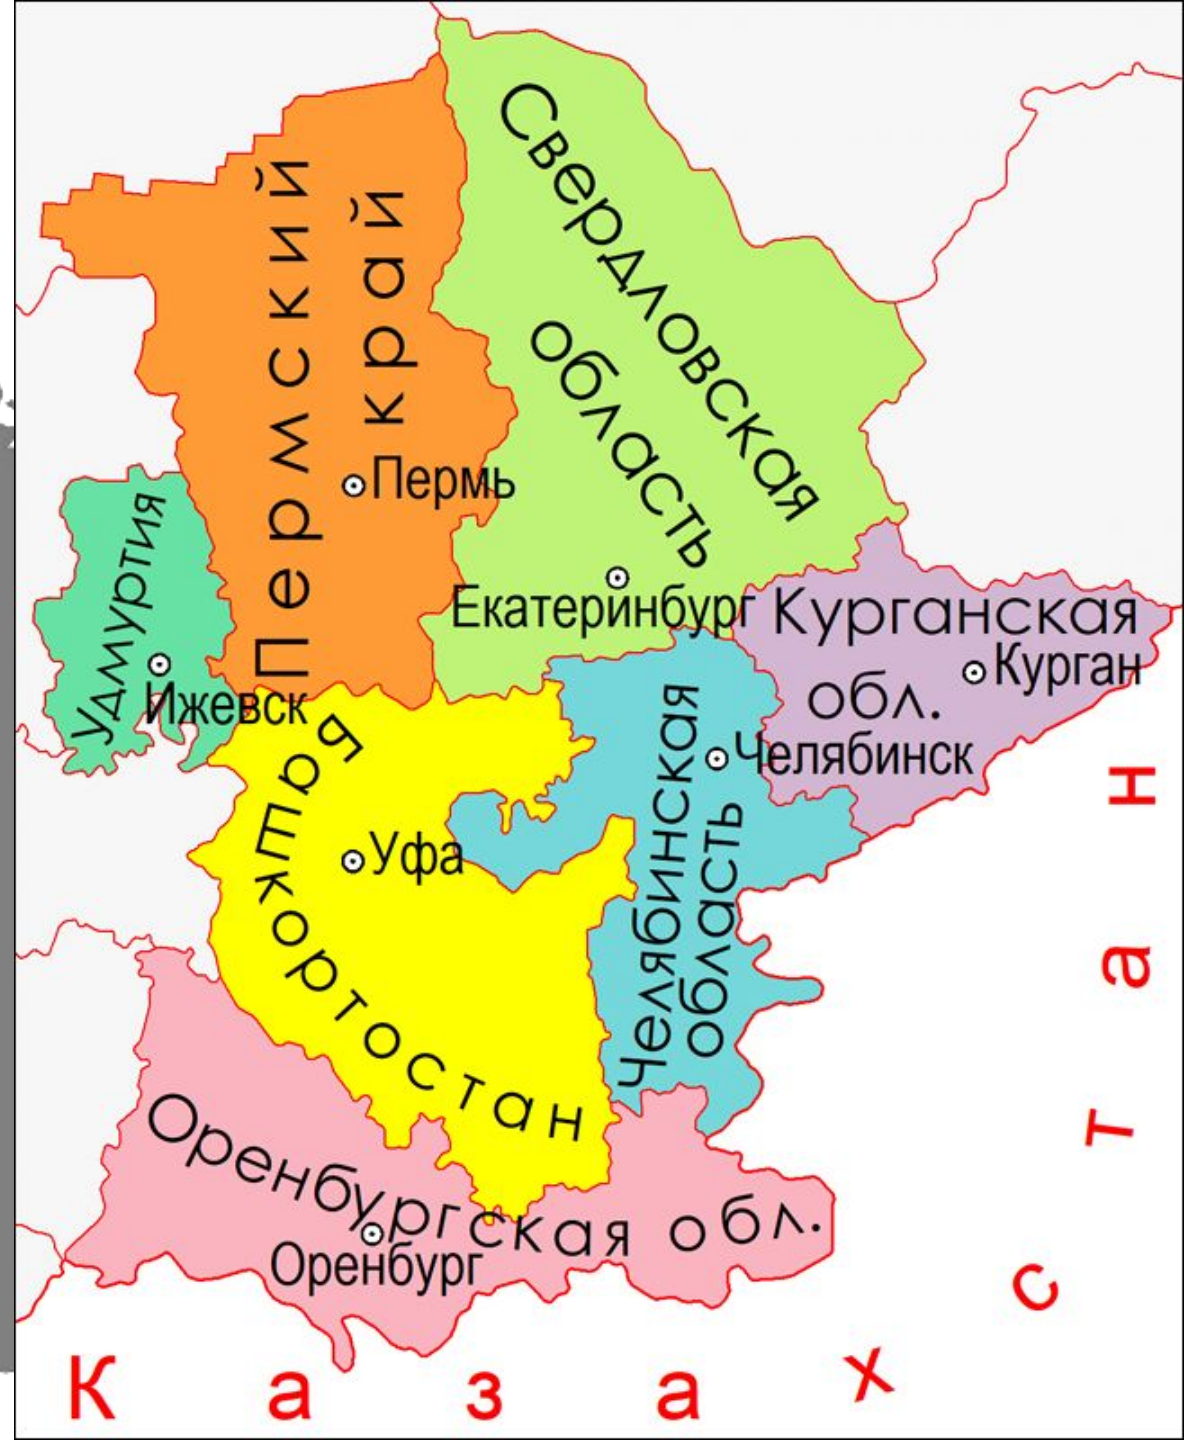 Свердловская
область
Пермский
край
Пермь
Екатеринбург
Удмуртия
Ижевск
Курганская
обл.
Курган
Челябинская
область
Челябинск
Башкортостан
Уфа
Оренбургская обл.
Оренбург
Казахстан